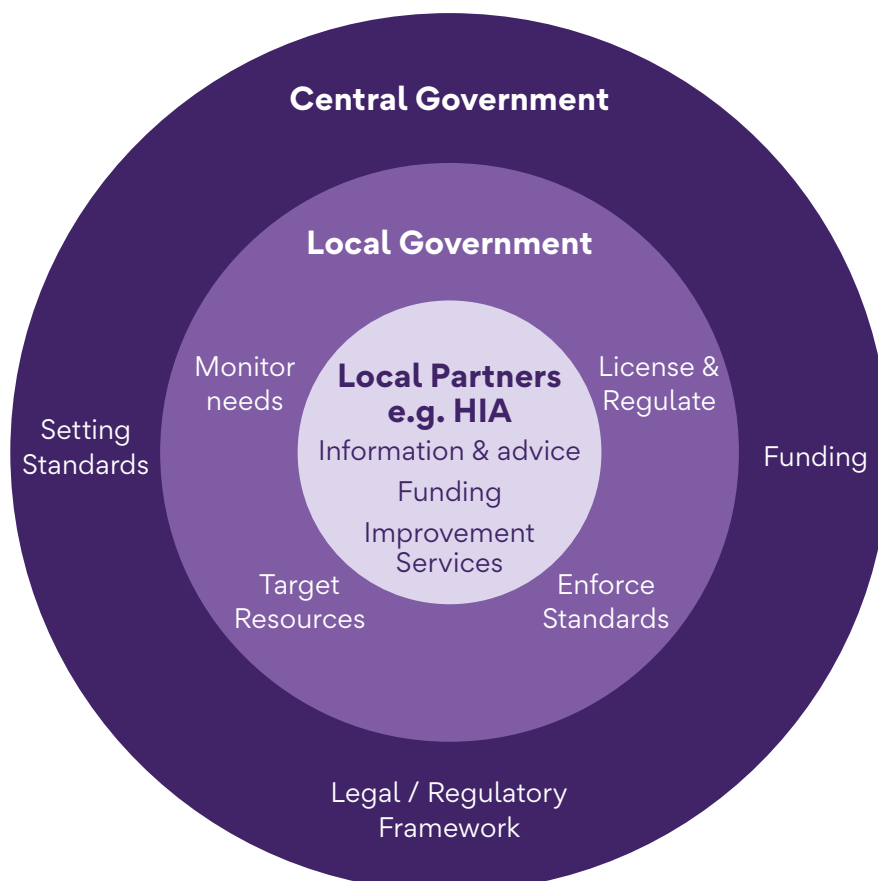 Central Government
Local Government
Monitor
needs
License &
Regulate
Local Partners
e.g. HIA
Information & advice
Funding
Improvement
Services
Setting
Standards
Funding
Target
Resources
Enforce
Standards
Legal / Regulatory
Framework